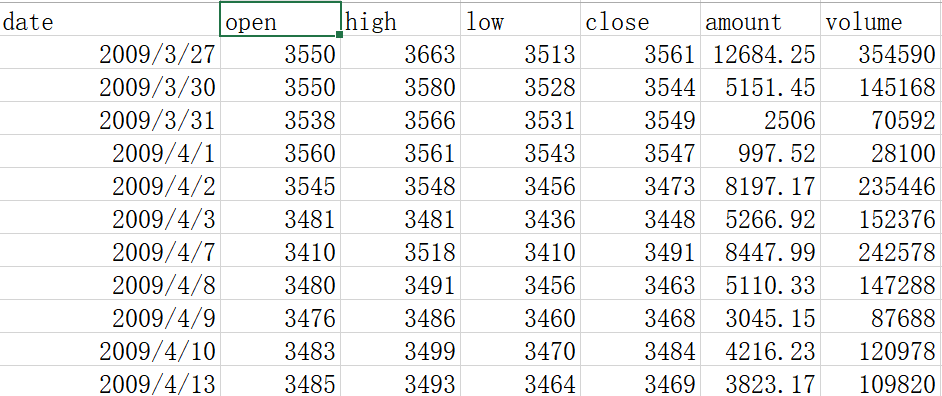 date open high low close amount volume
2009/3/27 3550 3663 3513 3561 12684.25 354590
2009/3/30 3550 3580 3528 3544 5151.45 145168
2009/3/31 3538 3566 3531 3549 2506 70592
2009/4/1 3560 3561 3543 3547 997.52 28100
2009/4/2 3545 3548 3456 3473 8197.17 235446
2009/4/3 3481 3481 3436 3448 5266.92 152376
2009/4/7 3410 3518 3410 3491 8447.99 242578
2009/4/8 3480 3491 3456 3463 5110.33 147288
2009/4/9 3476 3486 3460 3468 3045.15 87688
2009/4/10 3483 3499 3470 3484 4216.23 120978
2009/4/13 3485 3493 3464 3469 3823.17 109820